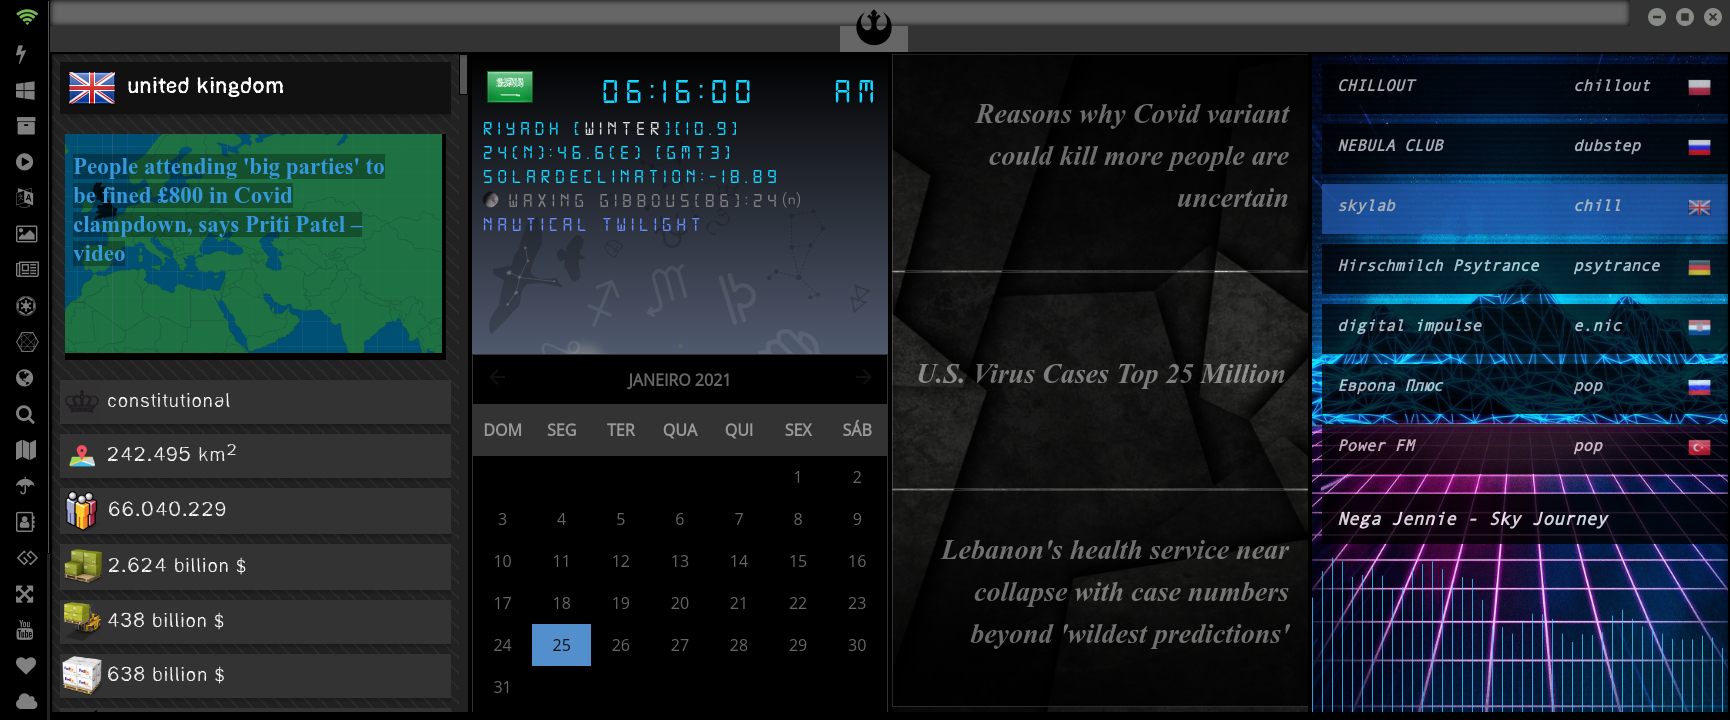 united kingdom
People attending 'big parties' to
be fined £800 in Covid
clampdown, says Priti Patel –
video
constitutional
242.495 km²
66.040.229
2.624 billion $
438 billion $
638 billion $
06:16:00 AM
RIYADH [WINTER][10.9]
24(N):46.6(E) [GMT3]
SOLARDECLINATION:-18.89
WAXING GIBBOUS[86]:24(n)
NAUTICAL TWILIGHT
JANEIRO 2021
DOM SEG TER QUA QUI SEX SÁB
1 2
3 4 5 6 7 8 9
10 11 12 13 14 15 16
17 18 19 20 21 22 23
24 25 26 27 28 29 30
31
Reasons why Covid variant
could kill more people are
uncertain
U.S. Virus Cases Top 25 Million
Lebanon's health service near
collapse with case numbers
beyond 'wildest predictions'
CHILLOUT chillout
NEBULA CLUB dubstep
skylab chill
Hirschmilch Psytrance psytrance
digital impulse e.nic
Европа Плюс pop
Power FM pop
Nega Jennie - Sky Journey
You
Tube